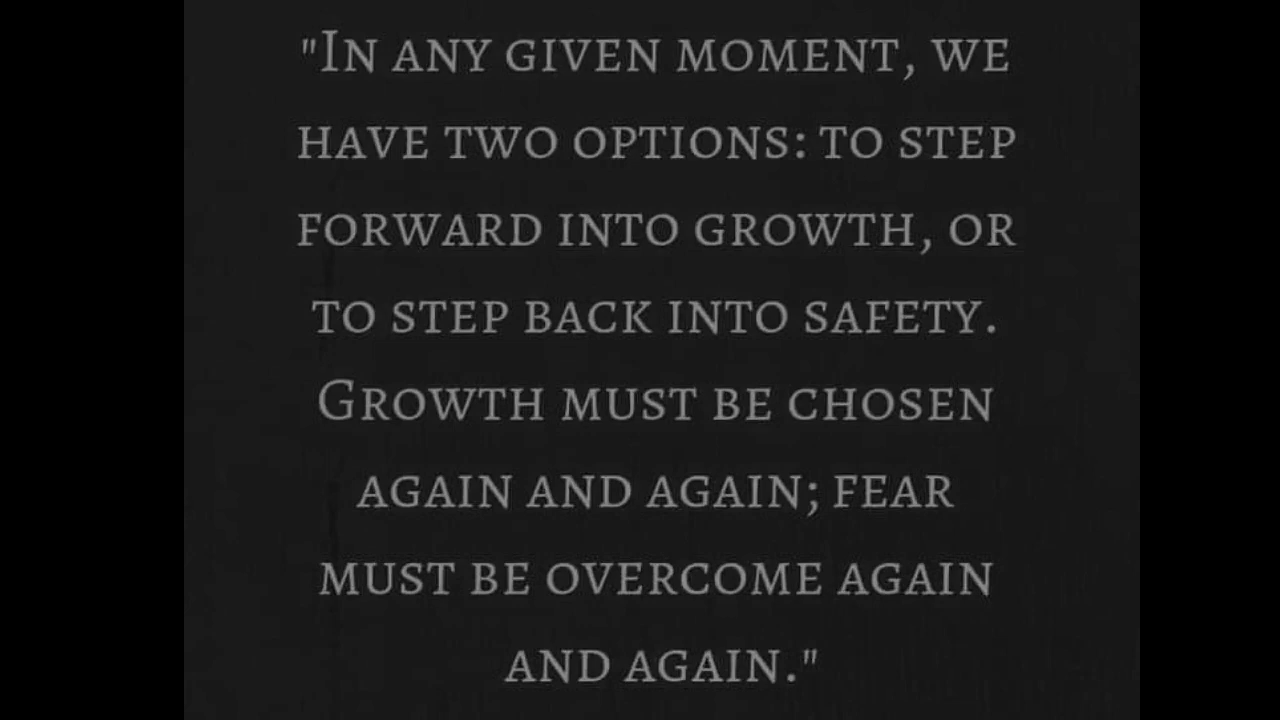 "In any given moment, we
have two options: to step
forward into growth, or
to step back into safety.
Growth must be chosen
again and again; fear
must be overcome again
and again."